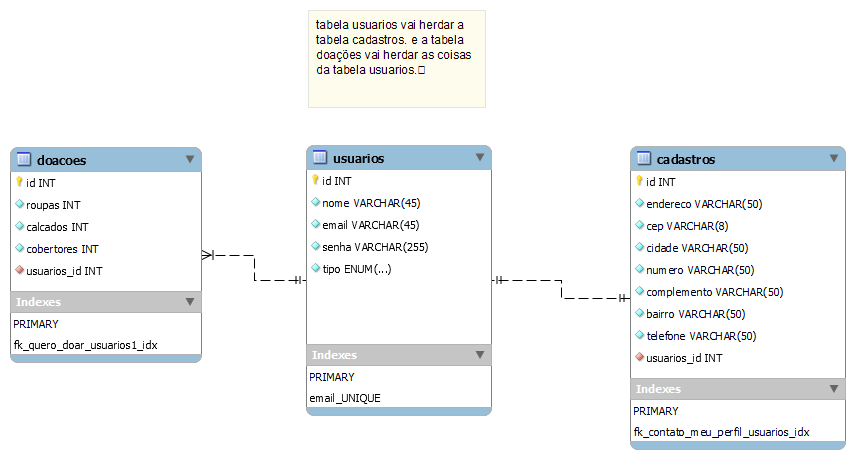 tabela usuarios vai herdar a
tabela cadastros. e a tabela
doações vai herdar as coisas
da tabela usuarios.
doacoes
id INT
roupas INT
calcados INT
cobertores INT
usuarios_id INT
Indexes
PRIMARY
fk_quero_doar_usuarios1_idx
usuarios
id INT
nome VARCHAR(45)
email VARCHAR(45)
senha VARCHAR(255)
tipo ENUM(...)
Indexes
PRIMARY
email_UNIQUE
cadastros
id INT
endereco VARCHAR(50)
cep VARCHAR(8)
cidade VARCHAR(50)
numero VARCHAR(50)
complemento VARCHAR(50)
bairro VARCHAR(50)
telefone VARCHAR(50)
usuarios_id INT
Indexes
PRIMARY
fk_contato_meu_perfil_usuarios_idx